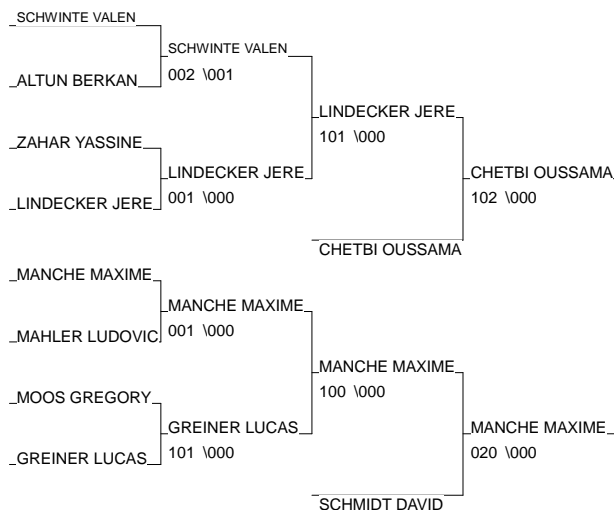 SCHWINTE VALEN
SCHWINTE VALEN
002 \001
ALTUN BERKAN
LINDECKER JERE
101 \000
ZAHAR YASSINE
LINDECKER JERE
001 \000
LINDECKER JERE
CHETBI OUSSAMA
102 \000
CHETBI OUSSAMA
MANCHE MAXIME
MANCHE MAXIME
001 \000
MAHLER LUDOVIC
MANCHE MAXIME
100 \000
MOOS GREGORY
GREINER LUCAS
101 \000
GREINER LUCAS
MANCHE MAXIME
020 \000
SCHMIDT DAVID